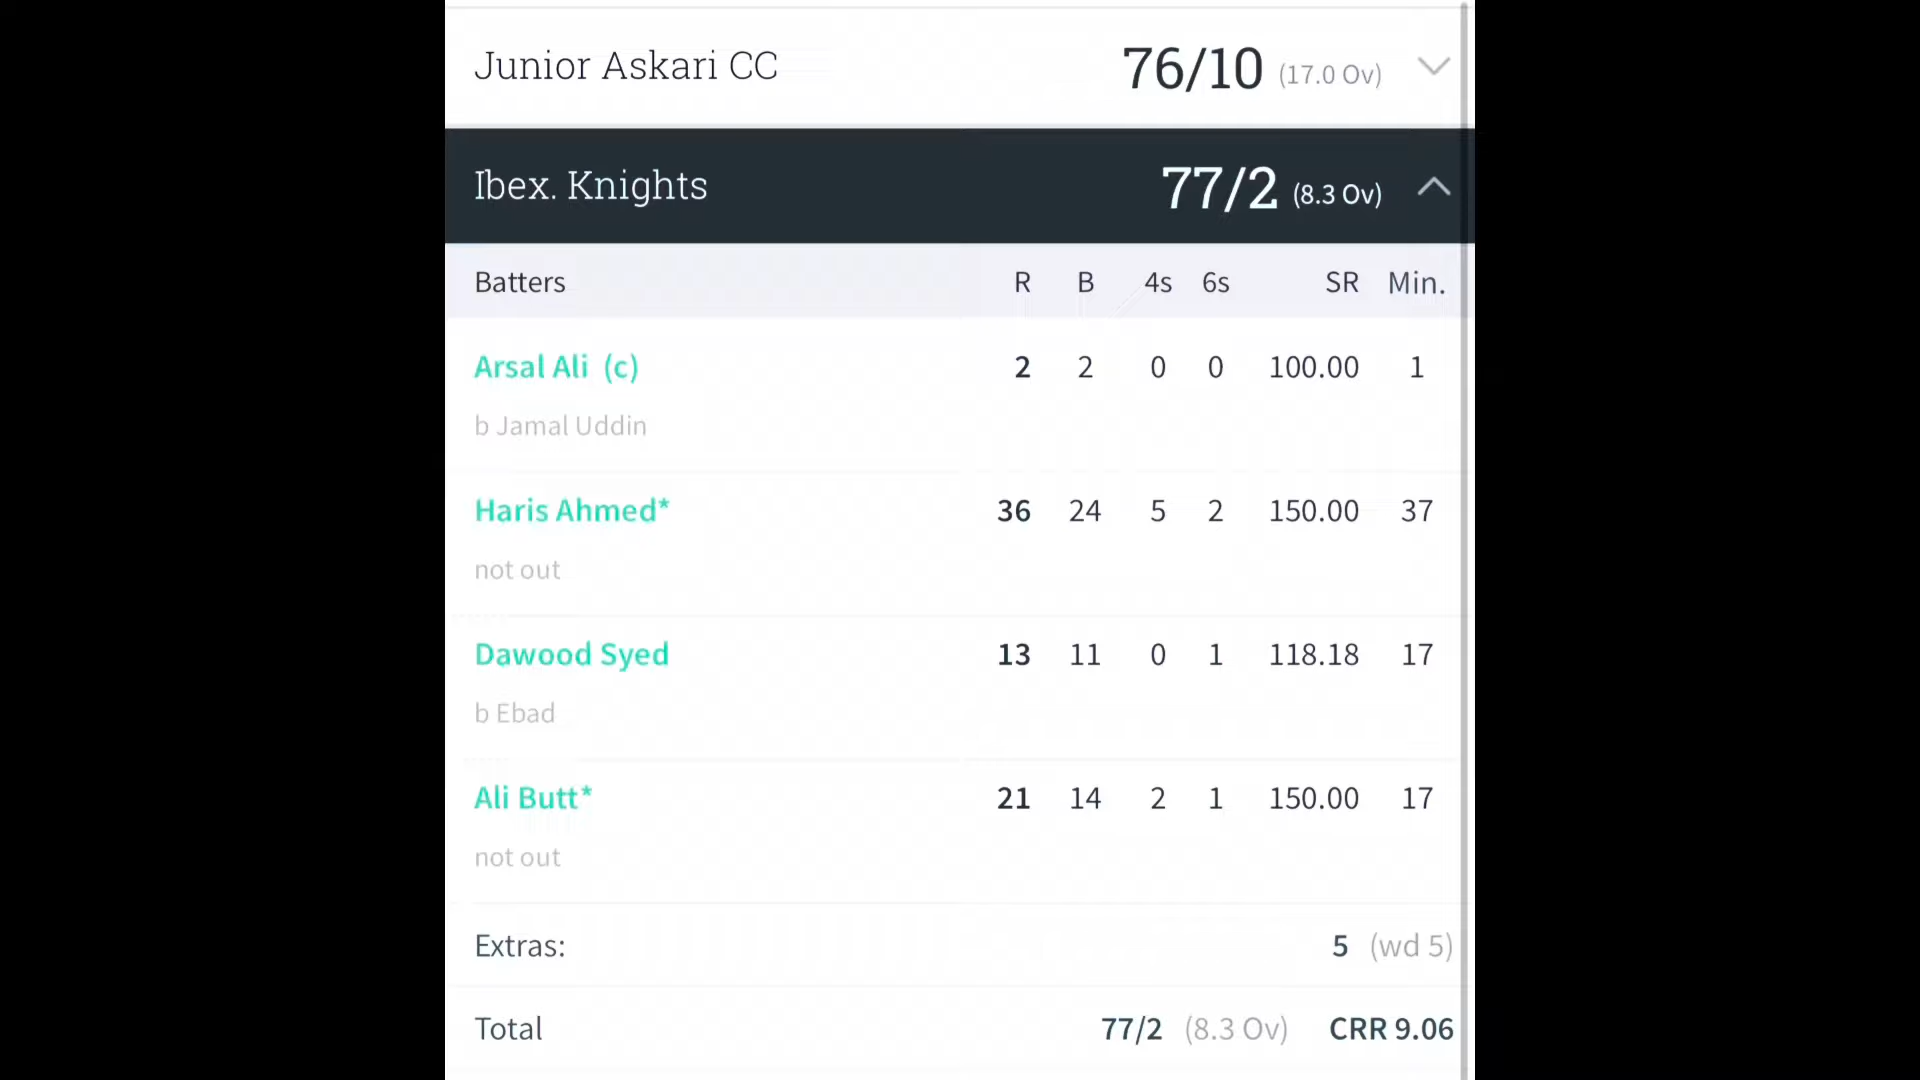 Junior Askari CC 76/10 (17.0 Ov)
Ibex. Knights 77/2 (8.3 Ov)
Batters R B 4s 6s SR Min.
Arsal Ali (c) 2 2 0 0 100.00 1
b Jamal Uddin
Haris Ahmed* 36 24 5 2 150.00 37
not out
Dawood Syed 13 11 0 1 118.18 17
b Ebad
Ali Butt* 21 14 2 1 150.00 17
not out
Extras: 5 (wd 5)
Total 77/2 (8.3 Ov) CRR 9.06